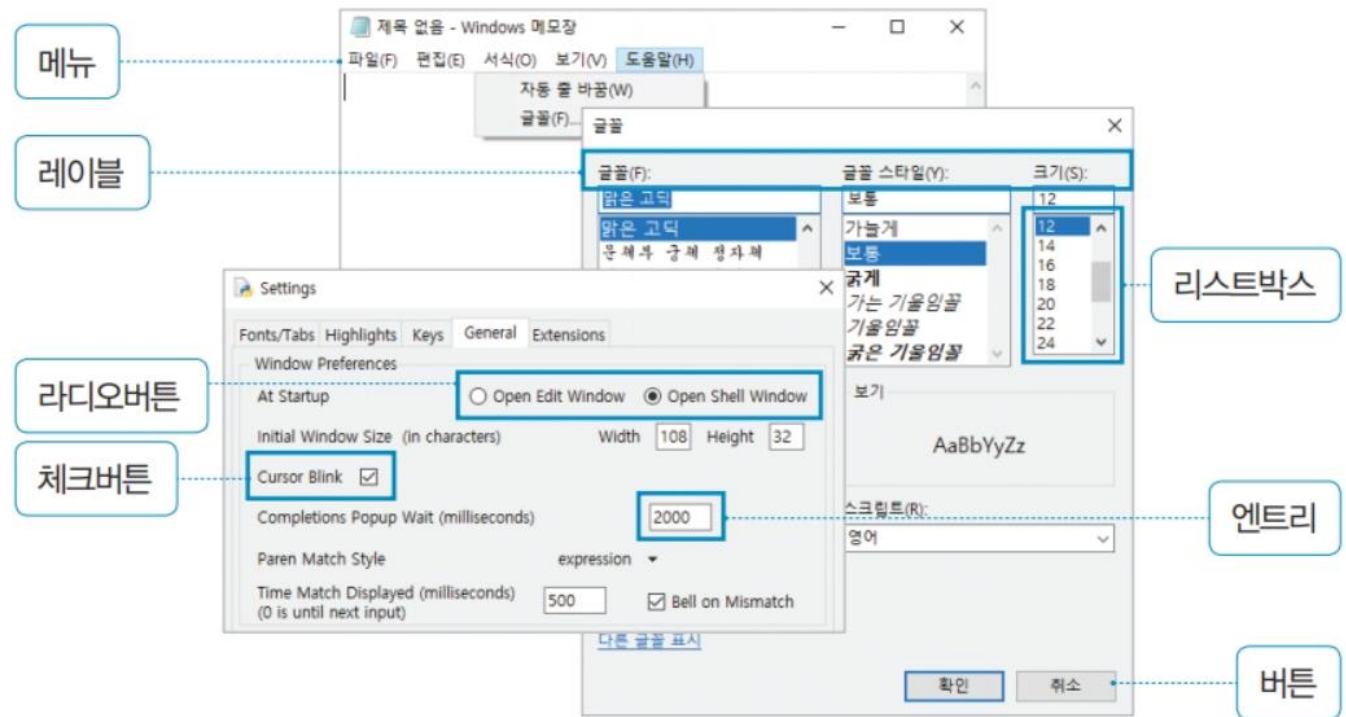 메뉴
제목 없음 - Windows 메모장
파일(F) 편집(E) 서식(O) 보기(V) 도움말(H)
자동 줄 바꿈(W)
글꼴(F)...
레이블
글꼴
글꼴(F): 글꼴 스타일(Y): 크기(S):
맑은 고딕 보통 12
맑은 고딕 가늘게 12
문체부 궁체 정자체 보통 14
굵게 16
가는 기울임꼴 18
기울임꼴 20
굵은 기울임꼴 22
24
리스트박스
Settings
Fonts/Tabs Highlights Keys General Extensions
Window Preferences
라디오버튼
At Startup Open Edit Window Open Shell Window
Initial Window Size (in characters) Width 108 Height 32
체크버튼
Cursor Blink
Completions Popup Wait (milliseconds) 2000
엔트리
Paren Match Style expression
Time Match Displayed (milliseconds) 500 Bell on Mismatch
(0 is until next input)
보기
AaBbYyZz
스크립트(R):
영어
다른 글꼴 표시
확인 취소
버튼